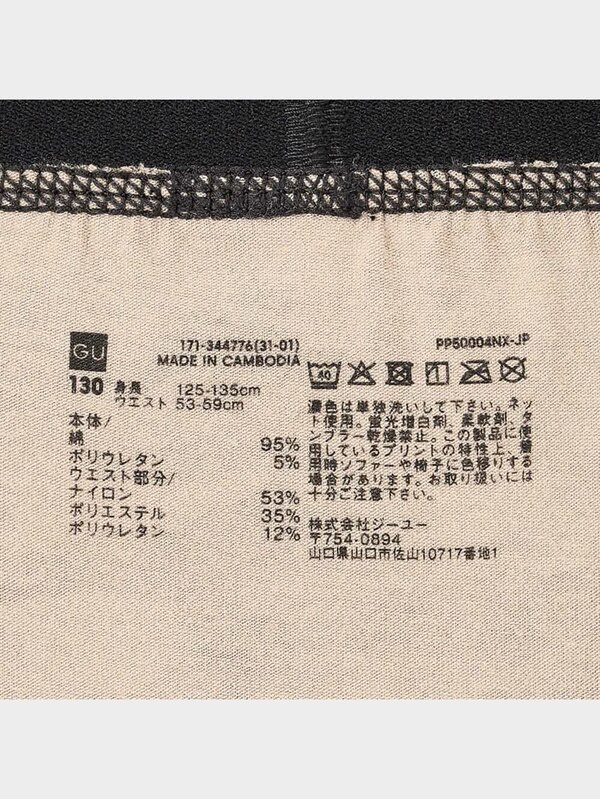 GU
171-344776(31-01)
MADE IN CAMBODIA
130 身長 125-135cm
ウエスト 53-59cm
本体/
綿 95%
ポリウレタン 5%
ウエスト部分/
ナイロン 53%
ポリエステル 35%
ポリウレタン 12%
PP50004NX-JP
40
濃色は単独洗いして下さい。ネッ
ト使用。蛍光増白剤、柔軟剤、タ
ンブラー乾燥禁止。この製品に使
用しているプリントの特性上、着
用時ソファーや椅子に色移りする
場合があります。お取り扱いには
十分ご注意下さい。
株式会社ジーユー
〒754-0894
山口県山口市佐山10717番地1